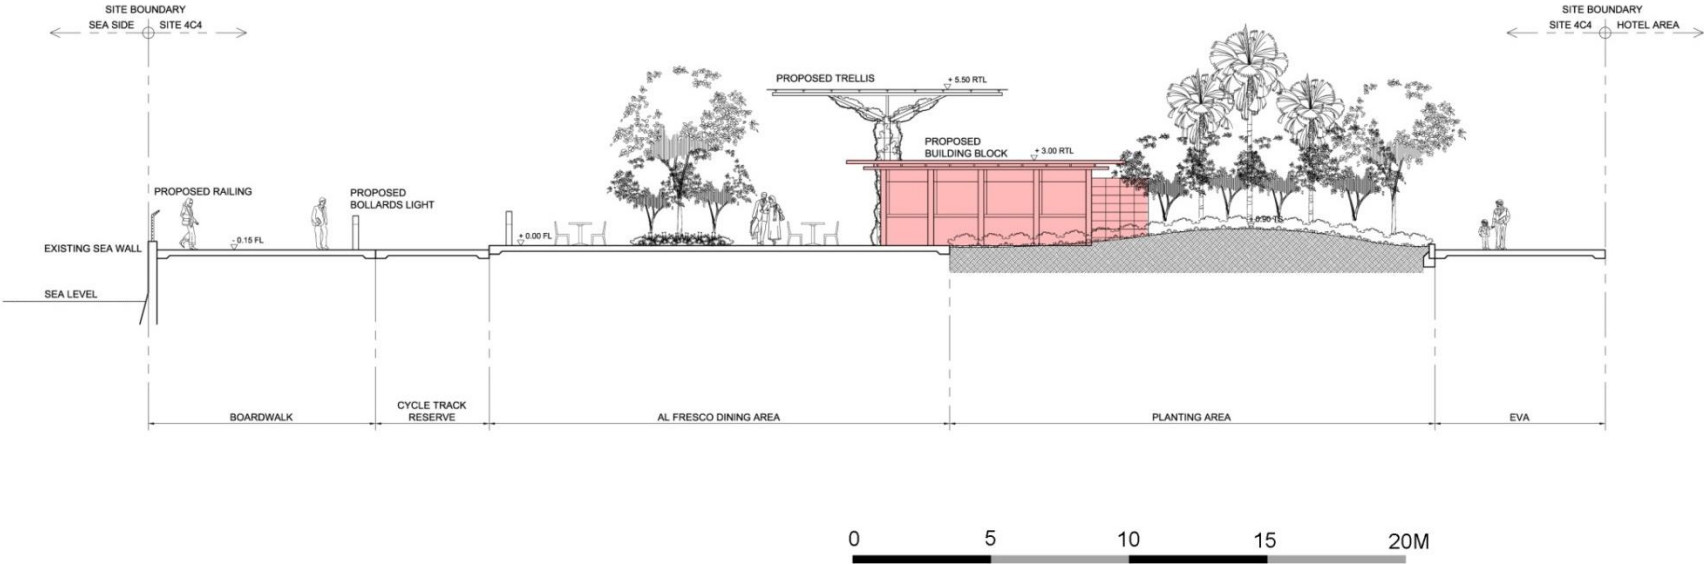 SITE BOUNDARY
SEA SIDE SITE 4C4
SITE BOUNDARY
SITE 4C4 HOTEL AREA
PROPOSED TRELLIS
+ 5.50 RTL
PROPOSED
BUILDING BLOCK
+ 3.00 RTL
PROPOSED RAILING
PROPOSED
BOLLARDS LIGHT
EXISTING SEA WALL
- 0.15 FL
+ 0.00 FL
SEA LEVEL
BOARDWALK
CYCLE TRACK
RESERVE
AL FRESCO DINING AREA
PLANTING AREA
EVA
0 5 10 15 20M